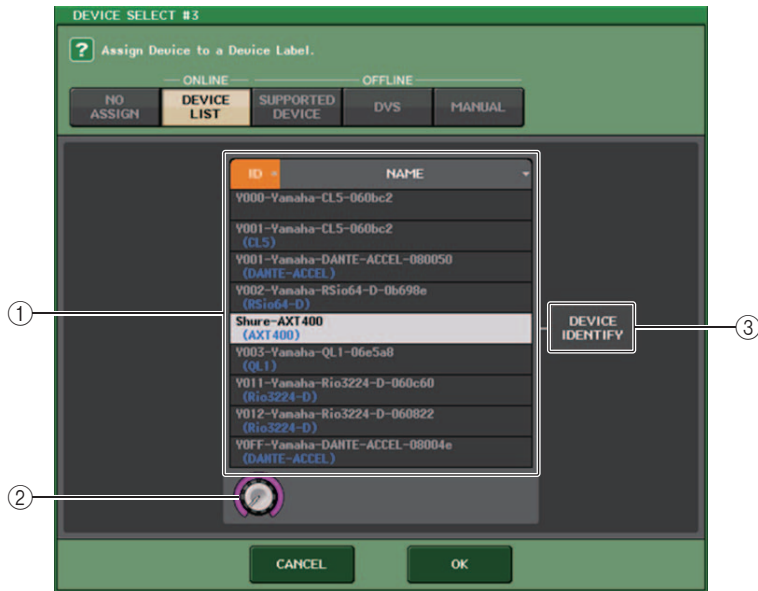 DEVICE SELECT #3
? Assign Device to a Device Label.
ONLINE OFFLINE
NO ASSIGN
DEVICE LIST
SUPPORTED DEVICE
DVS
MANUAL
ID NAME
Y000-Yamaha-CL5-060bc2
Y001-Yamaha-CL5-060bc2
(CL5)
Y001-Yamaha-DANTE-ACCEL-080050
(DANTE-ACCEL)
Y002-Yamaha-RSio64-D-0b698e
(RSio64-D)
Shure-AXT400
(AXT400)
Y003-Yamaha-QL1-06e5a8
(QL1)
Y011-Yamaha-Rio3224-D-060c60
(Rio3224-D)
Y012-Yamaha-Rio3224-D-060822
(Rio3224-D)
Y0FF-Yamaha-DANTE-ACCEL-08004e
(DANTE-ACCEL)
①
DEVICE IDENTIFY
③
②
CANCEL
OK